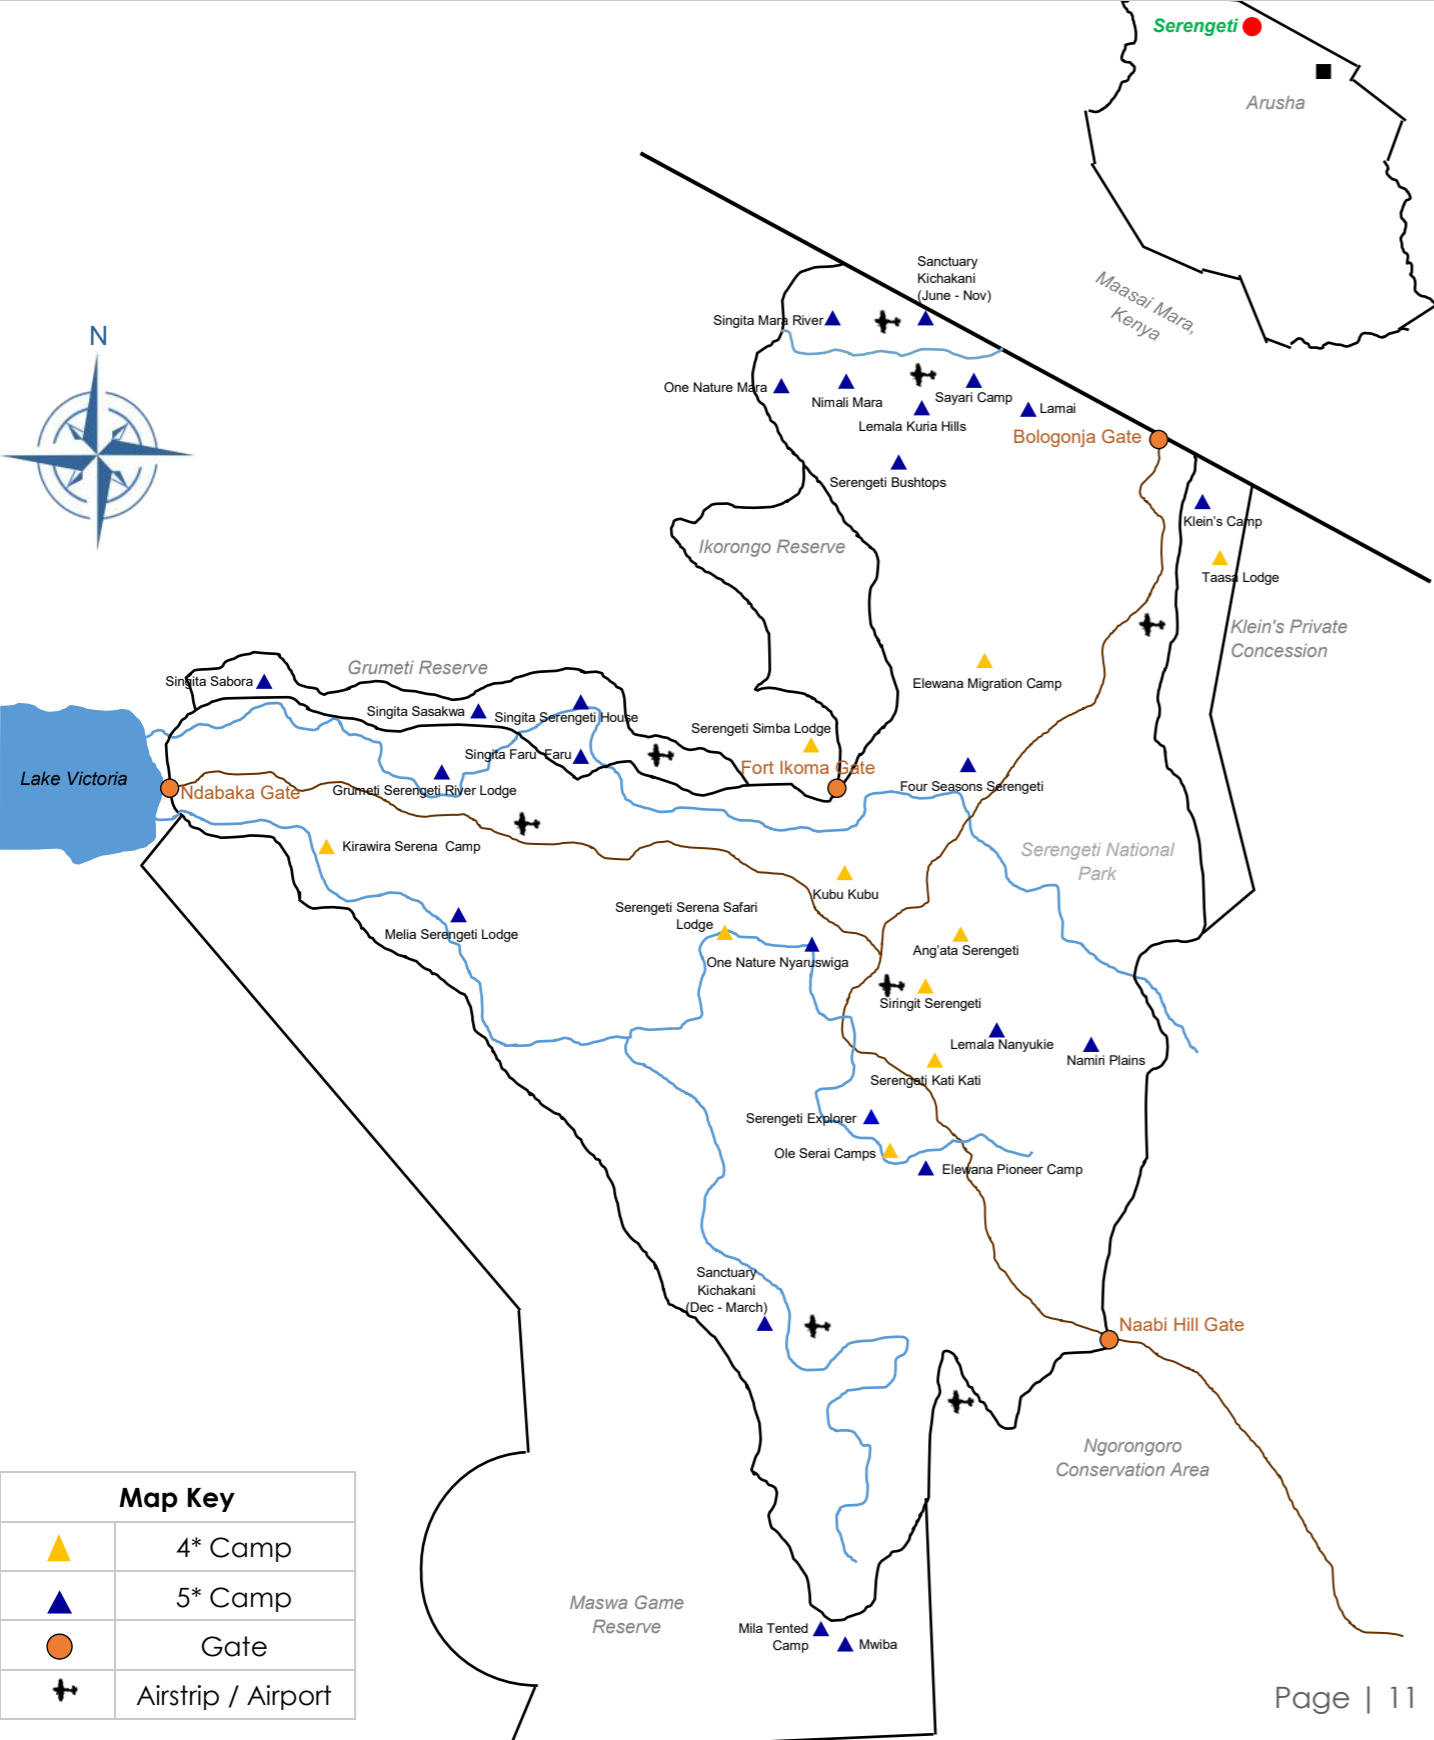 Serengeti
Arusha
Maasai Mara,
Kenya
N
Sanctuary
Kichakani
(June - Nov)
Singita Mara River
One Nature Mara
Nimali Mara
Sayari Camp
Lamai
Lemala Kuria Hills
Bologonja Gate
Serengeti Bushtops
Klein's Camp
Ikorongo Reserve
Taasa Lodge
Klein's Private
Concession
Grumeti Reserve
Singita Sabora
Elewana Migration Camp
Singita Sasakwa
Singita Serengeti House
Serengeti Simba Lodge
Singita Faru Faru
Fort Ikoma Gate
Lake Victoria
Ndabaka Gate
Grumeti Serengeti River Lodge
Four Seasons Serengeti
Kirawira Serena Camp
Serengeti National
Park
Kubu Kubu
Serengeti Serena Safari
Lodge
Melia Serengeti Lodge
Ang'ata Serengeti
One Nature Nyaruswiga
Siringit Serengeti
Lemala Nanyukie
Namiri Plains
Serengeti Kati Kati
Serengeti Explorer
Ole Serai Camps
Elewana Pioneer Camp
Sanctuary
Kichakani
(Dec - March)
Naabi Hill Gate
Ngorongoro
Conservation Area
Maswa Game
Reserve
Mila Tented
Camp
Mwiba
Map Key
4* Camp
5* Camp
Gate
Airstrip / Airport
Page | 11